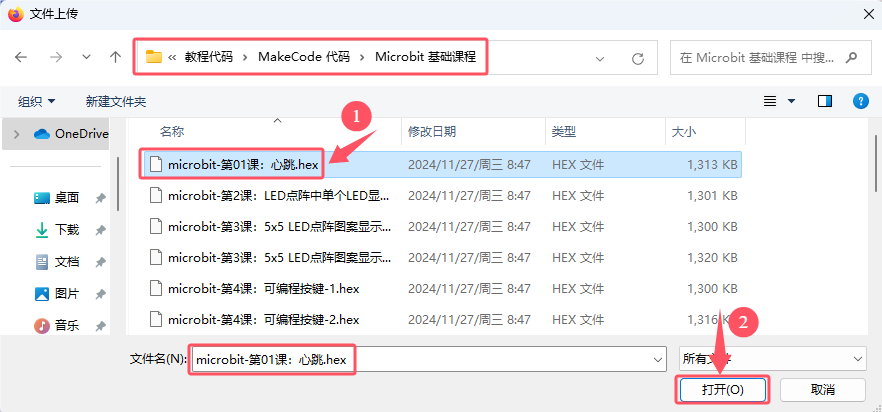 文件上传
« 教程代码 › MakeCode 代码 › Microbit 基础课程
在 Microbit 基础课程 中搜...
组织 新建文件夹
名称 修改日期 类型 大小
1
OneDrive
microbit-第01课：心跳.hex 2024/11/27/周三 8:47 HEX 文件 1,313 KB
microbit-第2课：LED点阵中单个LED显... 2024/11/27/周三 8:47 HEX 文件 1,301 KB
桌面
microbit-第3课：5x5 LED点阵图案显示... 2024/11/27/周三 8:47 HEX 文件 1,300 KB
下载
microbit-第3课：5x5 LED点阵图案显示... 2024/11/27/周三 8:47 HEX 文件 1,320 KB
文档
microbit-第4课：可编程按键-1.hex 2024/11/27/周三 8:47 HEX 文件 1,300 KB
图片
microbit-第4课：可编程按键-2.hex 2024/11/27/周三 8:47 HEX 文件 1,316
音乐
2
文件名(N): microbit-第01课：心跳.hex
所有文
打开(O) 取消